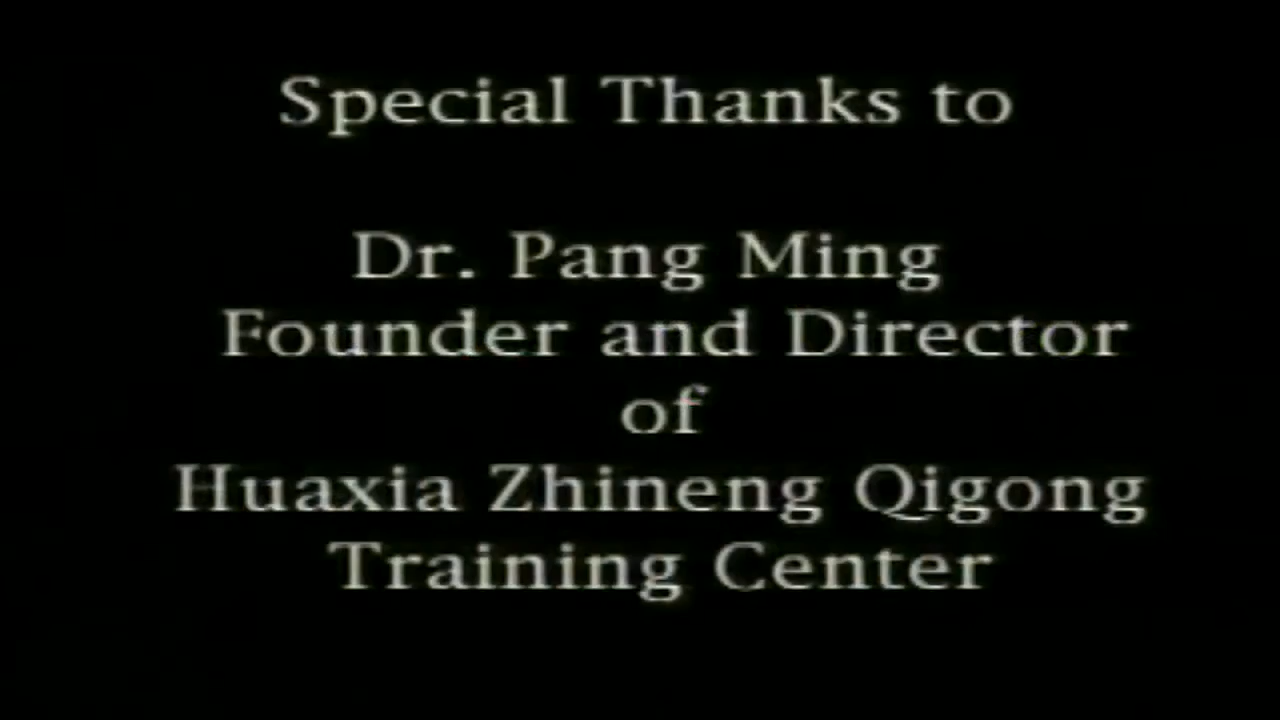 Special Thanks to
Dr. Pang Ming
Founder and Director
of
Huaxia Zhineng Qigong
Training Center